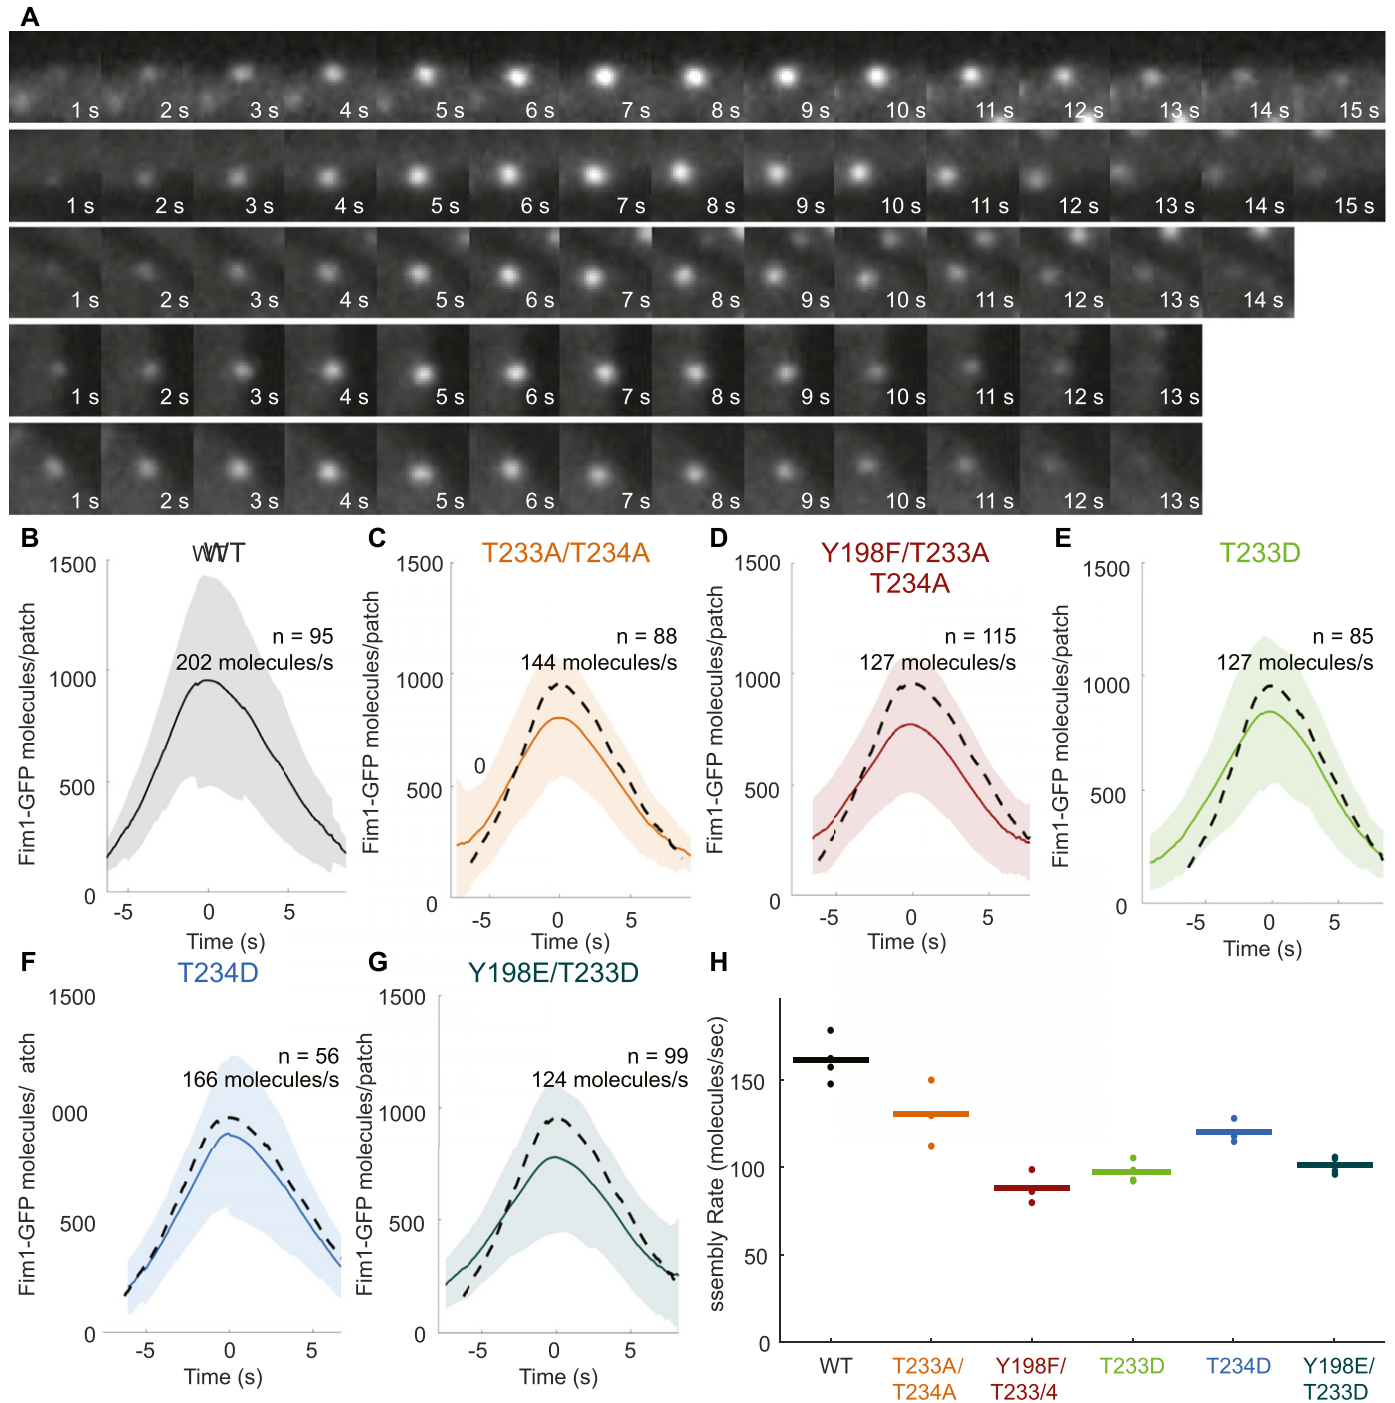 A
1 s 2 s 3 s 4 s 5 s 6 s 7 s 8 s 9 s 10 s 11 s 12 s 13 s 14 s 15 s
1 s 2 s 3 s 4 s 5 s 6 s 7 s 8 s 9 s 10 s 11 s 12 s 13 s 14 s 15 s
1 s 2 s 3 s 4 s 5 s 6 s 7 s 8 s 9 s 10 s 11 s 12 s 13 s 14 s
1 s 2 s 3 s 4 s 5 s 6 s 7 s 8 s 9 s 10 s 11 s 12 s 13 s
1 s 2 s 3 s 4 s 5 s 6 s 7 s 8 s 9 s 10 s 11 s 12 s 13 s
B
WT
Fim1-GFP molecules/patch
1500
1000
500
0
n = 95
202 molecules/s
-5 0 5
Time (s)
C
T233A/T234A
Fim1-GFP molecules/patch
1500
1000
500
0
0
n = 88
144 molecules/s
-5 0 5
Time (s)
D
Y198F/T233A
T234A
Fim1-GFP molecules/patch
1500
1000
500
0
n = 115
127 molecules/s
-5 0 5
Time (s)
E
T233D
Fim1-GFP molecules/patch
1500
1000
500
0
n = 85
127 molecules/s
-5 0 5
Time (s)
F
T234D
Fim1-GFP molecules/ atch
1500
000
500
0
n = 56
166 molecules/s
-5 0 5
Time (s)
G
Y198E/T233D
Fim1-GFP molecules/patch
1500
1000
500
0
n = 99
124 molecules/s
-5 0 5
Time (s)
H
ssembly Rate (molecules/sec)
150
100
50
0
WT
T233A/
T234A
Y198F/
T233/4
T233D
T234D
Y198E/
T233D